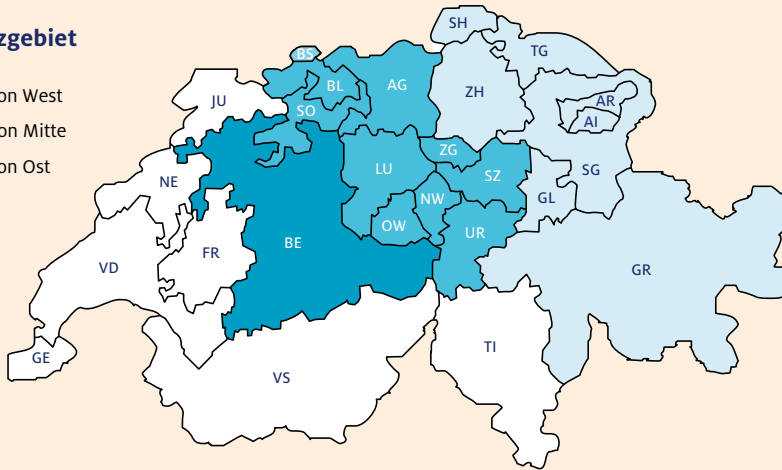 zgebiet
on West
on Mitte
on Ost
SH
TG
BS
BL
AG
ZH
JU
AR
SO
AI
ZG
LU
SZ
SG
NE
NW
GL
OW
UR
FR
BE
VD
GR
TI
GE
VS